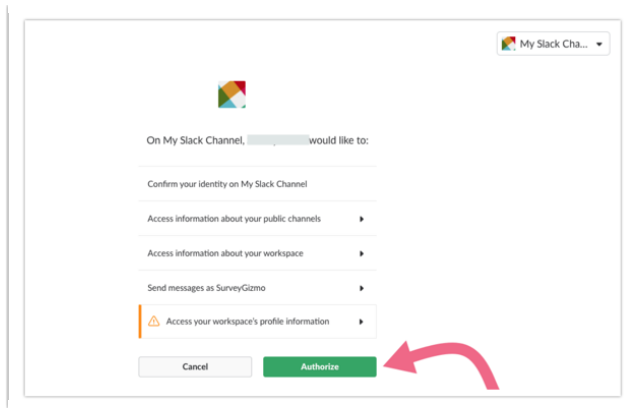 My Slack Cha...
On My Slack Channel, would like to:
Confirm your identity on My Slack Channel
Access information about your public channels
Access information about your workspace
Send messages as SurveyGizmo
Access your workspace's profile information
Cancel
Authorize